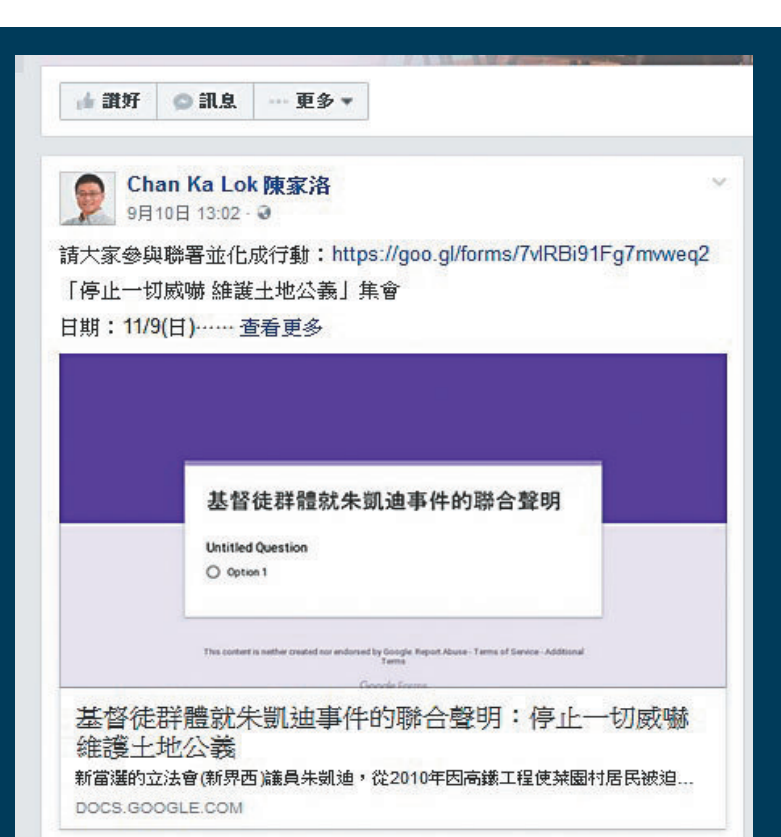 讚好 訊息 ··· 更多
Chan Ka Lok 陳家洛
9月10日 13:02 ·
請大家參與聯署並化成行動：https://goo.gl/forms/7vlRBi91Fg7mvweq2
「停止一切威嚇 維護土地公義」集會
日期：11/9(日)…… 查看更多
基督徒群體就朱凱迪事件的聯合聲明
Untitled Question
Option 1
This content is neither created nor endorsed by Google. Report Abuse - Terms of Service - Additional
Terms
Google Forms
基督徒群體就朱凱迪事件的聯合聲明：停止一切威嚇
維護土地公義
新當選的立法會(新界西)議員朱凱迪，從2010年因高鐵工程使菜園村居民被迫...
DOCS.GOOGLE.COM